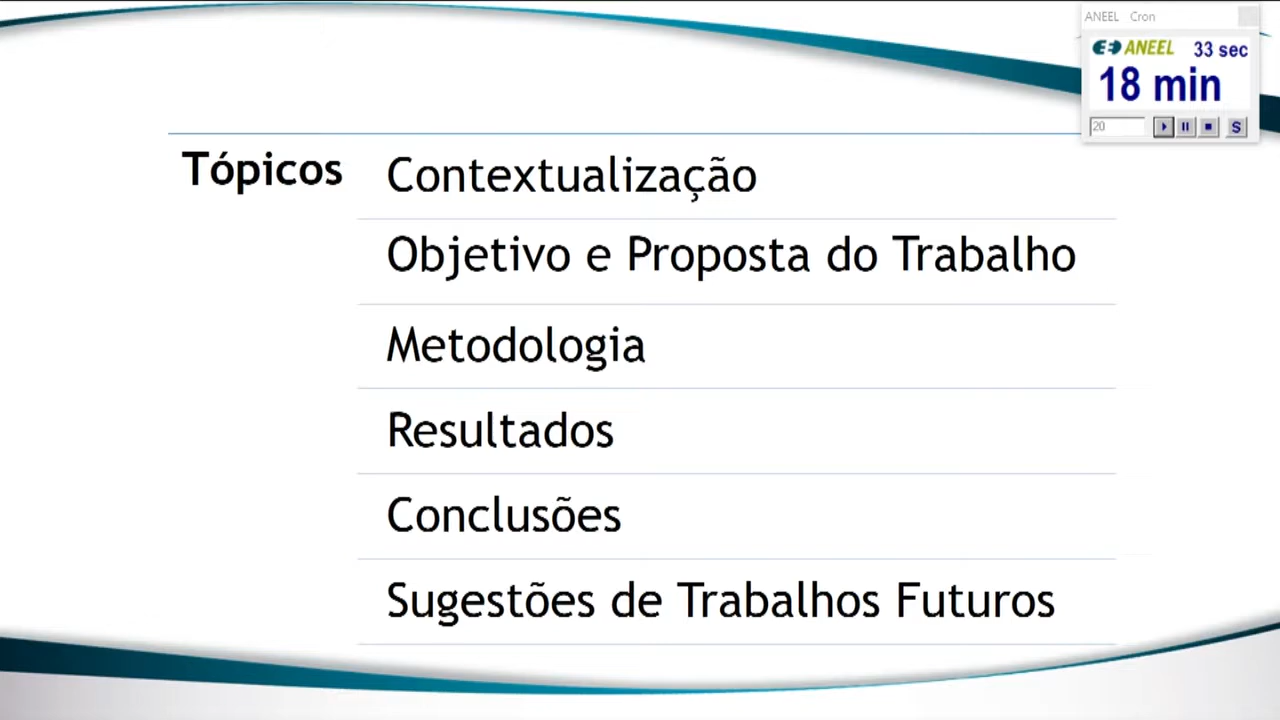 ANEEL Cron
ANEEL 33 sec
18 min
20
S
Tópicos
Contextualização
Objetivo e Proposta do Trabalho
Metodologia
Resultados
Conclusões
Sugestões de Trabalhos Futuros